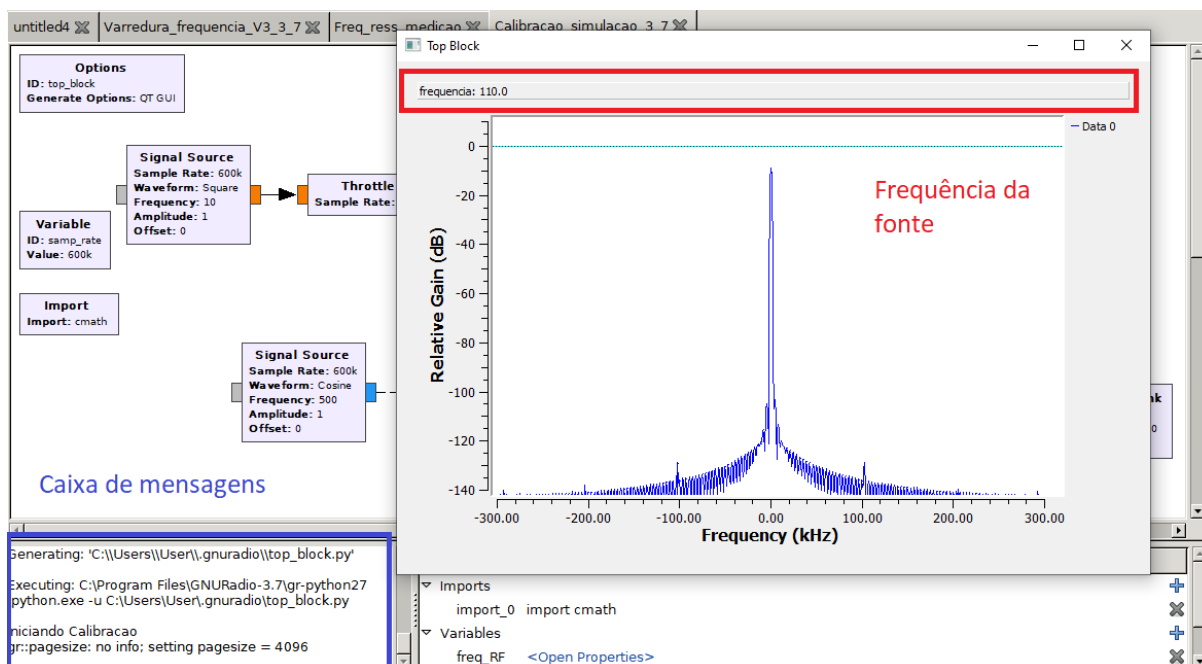 untitled4
Varredura_frequencia_V3_3_7
Freq_ress_medicao
Calibracao_simulacao_3_7
Options
ID: top_block
Generate Options: QT GUI
Signal Source
Sample Rate: 600k
Waveform: Square
Frequency: 10
Amplitude: 1
Offset: 0
Throttle
Sample Rate:
Variable
ID: samp_rate
Value: 600k
Import
Import: cmath
Signal Source
Sample Rate: 600k
Waveform: Cosine
Frequency: 500
Amplitude: 1
Offset: 0
Caixa de mensagens
Top Block
frequencia: 110.0
Data 0
Frequência da
fonte
Relative Gain (dB)
0
-20
-40
-60
-80
-100
-120
-140
-300.00 -200.00 -100.00 0.00 100.00 200.00 300.00
Frequency (kHz)
nk
0
Generating: 'C:\\Users\\User\\.gnuradio\\top_block.py'
Executing: C:\Program Files\GNURadio-3.7\gr-python27
python.exe -u C:\Users\User\.gnuradio\top_block.py
niciando Calibracao
gr::pagesize: no info; setting pagesize = 4096
Imports
import_0 import cmath
Variables
freq_RF <Open Properties>